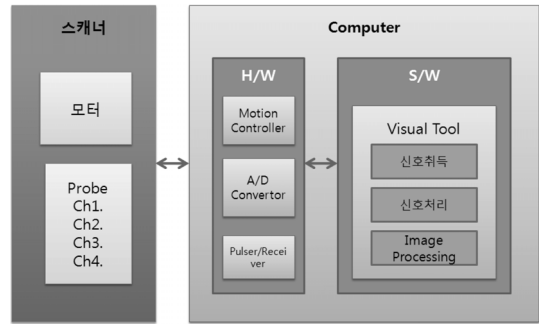 스캐너
모터
Probe
Ch1.
Ch2.
Ch3.
Ch4.
Computer
H/W
Motion
Controller
A/D
Convertor
Pulser/Recei
ver
S/W
Visual Tool
신호취득
신호처리
Image
Processing